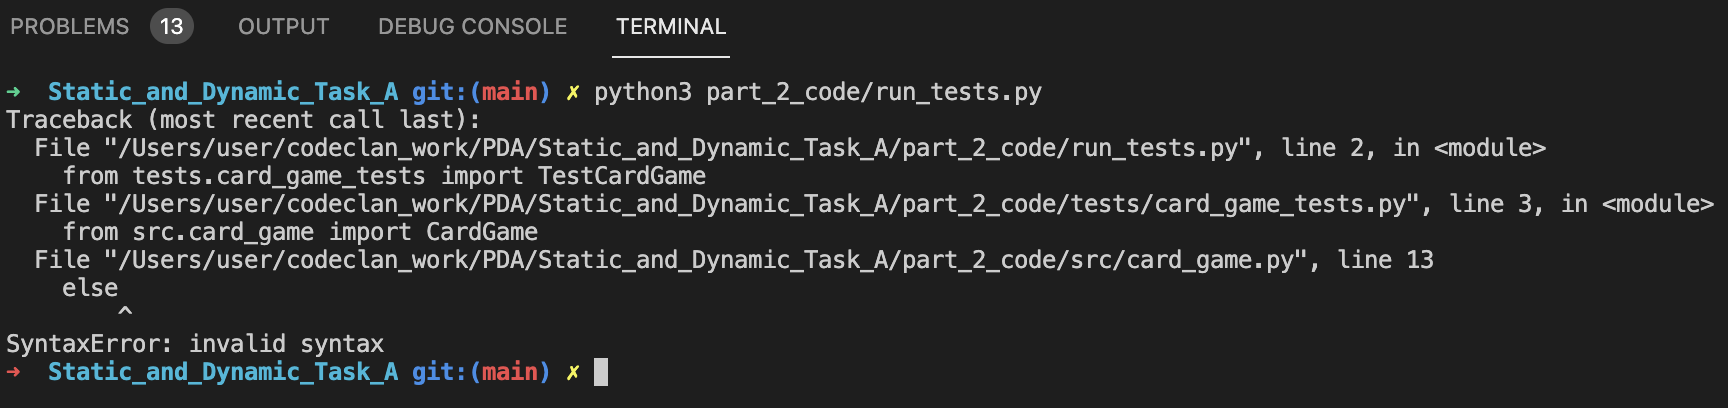 PROBLEMS 13 OUTPUT DEBUG CONSOLE TERMINAL
➜ Static_and_Dynamic_Task_A git:(main) ✗ python3 part_2_code/run_tests.py
Traceback (most recent call last):
  File "/Users/user/codeclan_work/PDA/Static_and_Dynamic_Task_A/part_2_code/run_tests.py", line 2, in <module>
    from tests.card_game_tests import TestCardGame
  File "/Users/user/codeclan_work/PDA/Static_and_Dynamic_Task_A/part_2_code/tests/card_game_tests.py", line 3, in <module>
    from src.card_game import CardGame
  File "/Users/user/codeclan_work/PDA/Static_and_Dynamic_Task_A/part_2_code/src/card_game.py", line 13
    else
        ^
SyntaxError: invalid syntax
➜ Static_and_Dynamic_Task_A git:(main) ✗